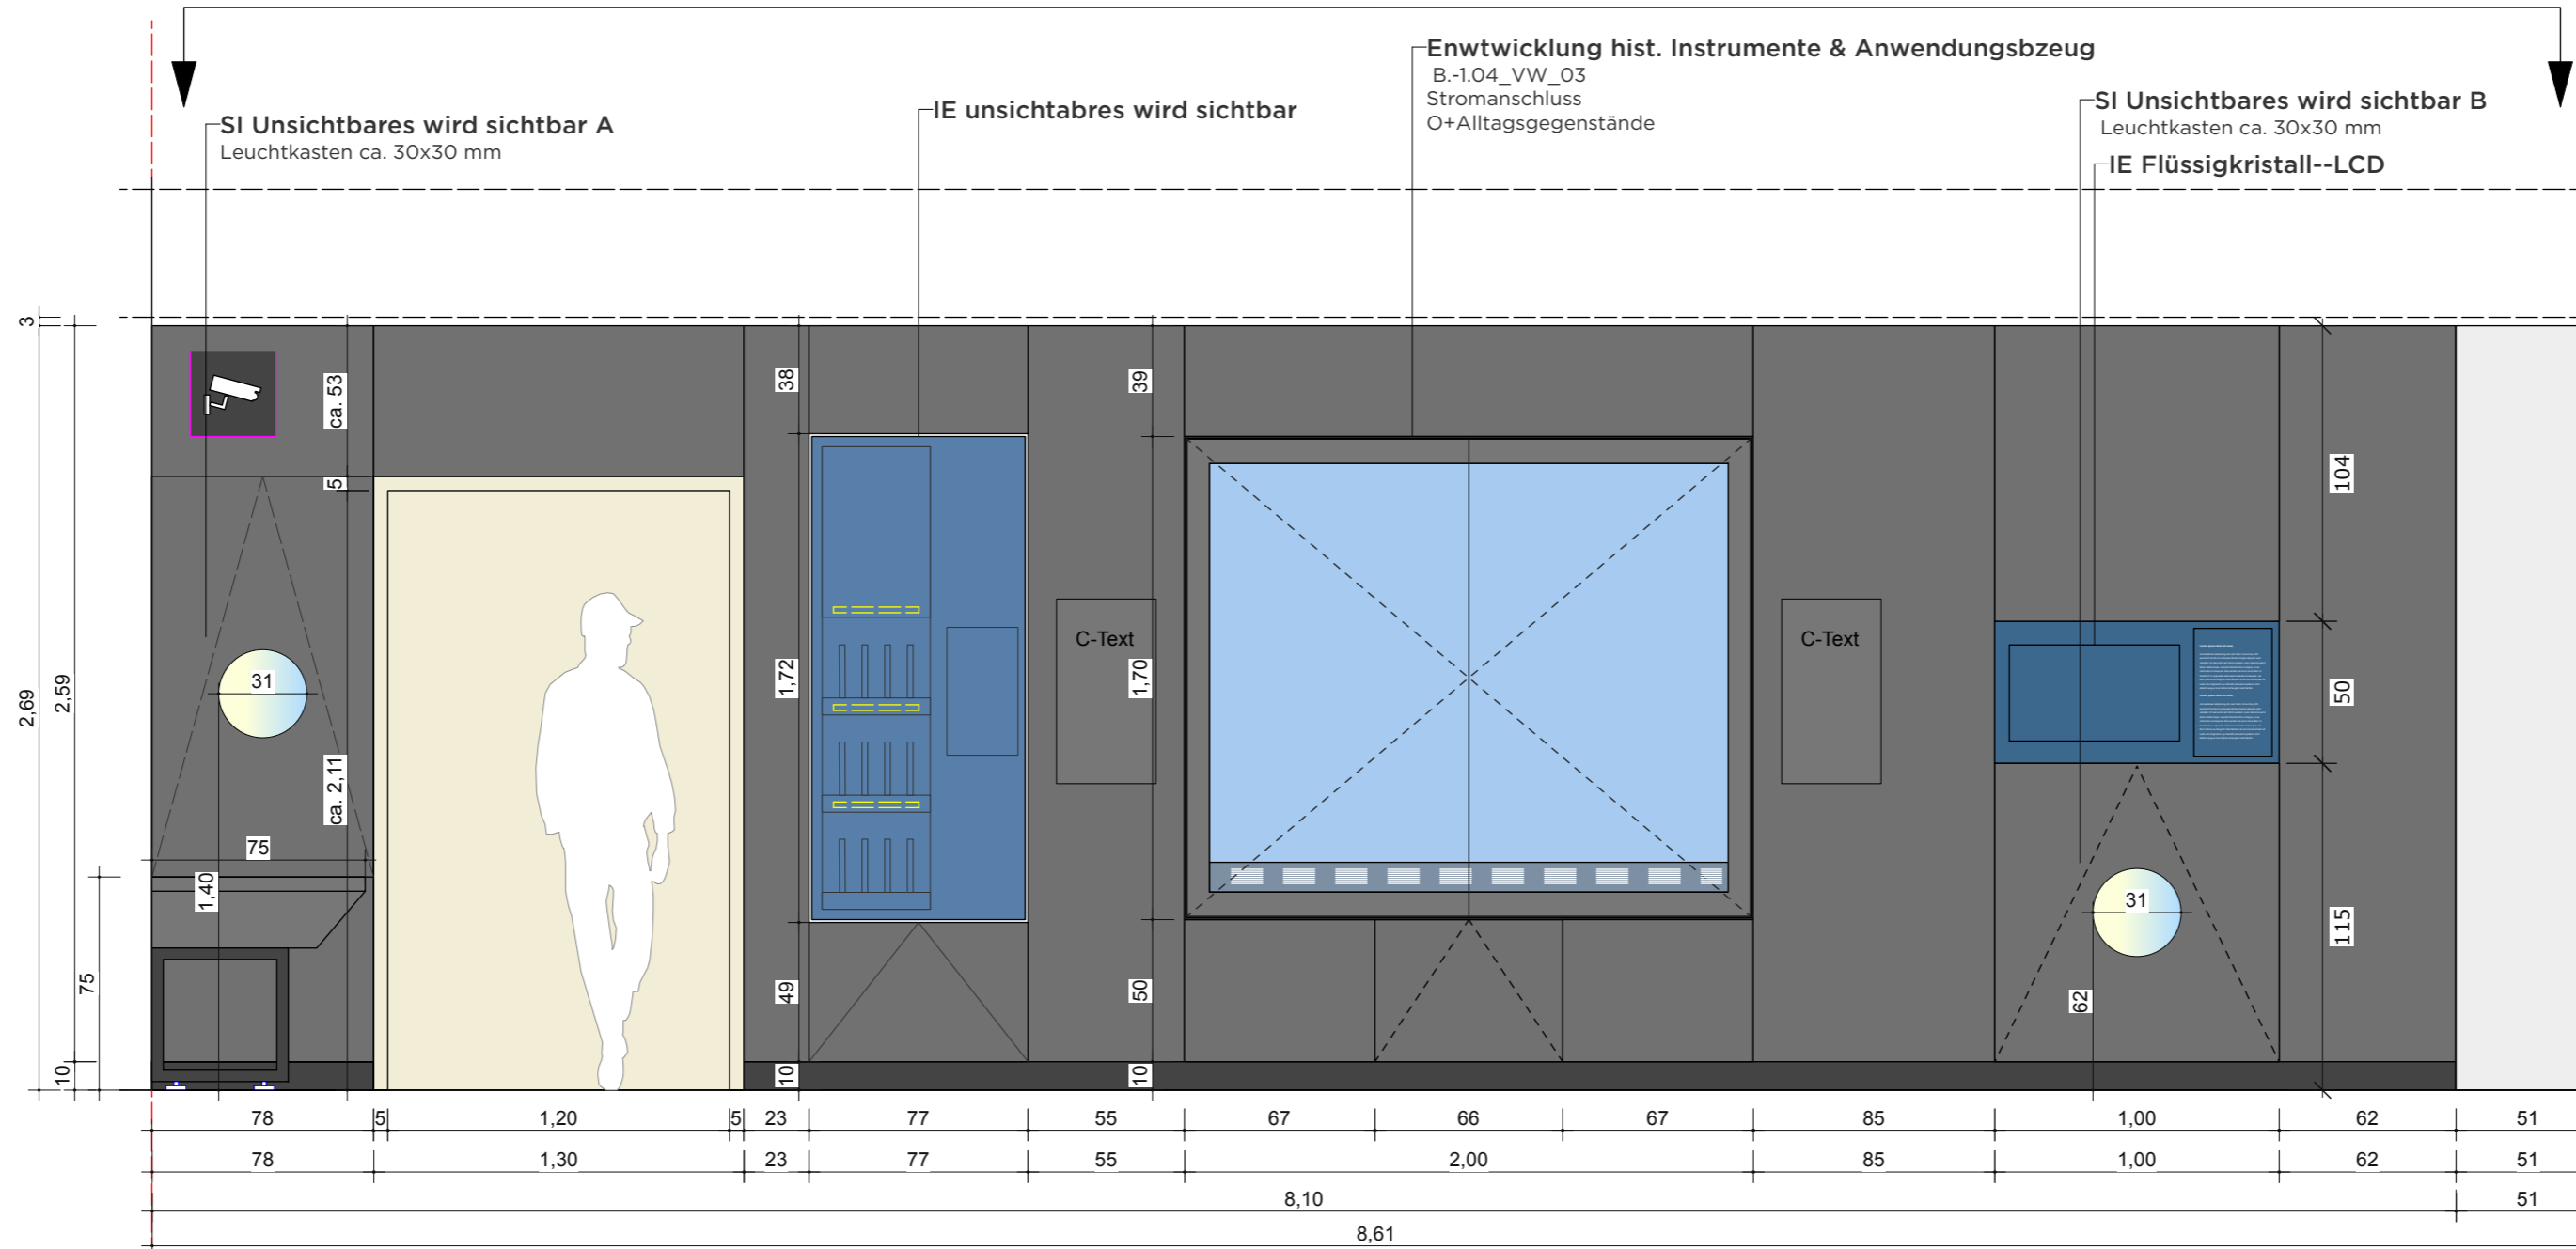 Enwtwicklung hist. Instrumente & Anwendungsbzeug
B.-1.04_VW_03
Stromanschluss
O+Alltagsgegenstände
IE unsichtabres wird sichtbar
SI Unsichtbares wird sichtbar A
Leuchtkasten ca. 30x30 mm
SI Unsichtbares wird sichtbar B
Leuchtkasten ca. 30x30 mm
IE Flüssigkristall--LCD
3
2,69
2,59
75
10
ca. 53
5
ca. 2,11
31
75
1,40
38
1,72
49
10
39
1,70
50
10
C-Text
C-Text
104
50
115
31
62
78 5 1,20 5 23 77 55 67 66 67 85 1,00 62 51
78 1,30 23 77 55 2,00 85 1,00 62 51
8,10 51
8,61